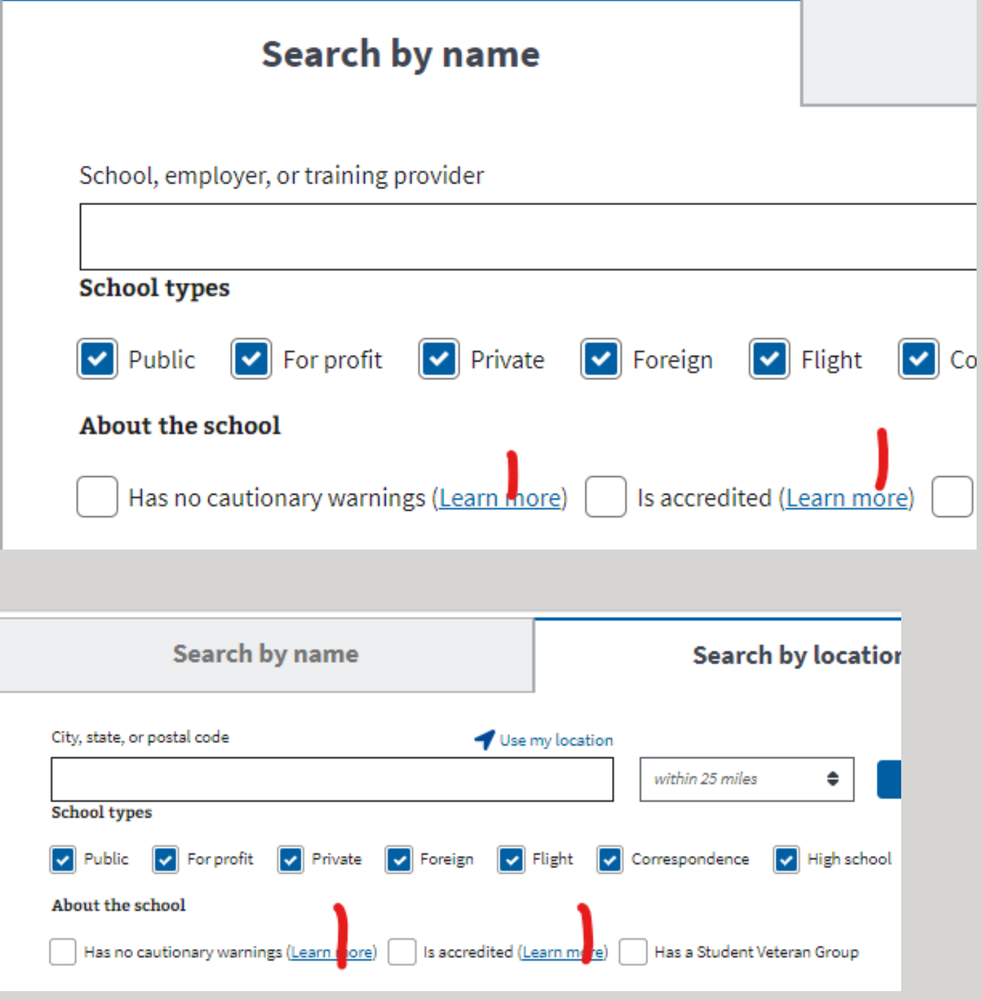 Search by name
School, employer, or training provider
School types
Public For profit Private Foreign Flight Co
About the school
Has no cautionary warnings (Learn more) Is accredited (Learn more)
Search by name Search by location
City, state, or postal code Use my location
within 25 miles
School types
Public For profit Private Foreign Flight Correspondence High school
About the school
Has no cautionary warnings (Learn more) Is accredited (Learn more) Has a Student Veteran Group